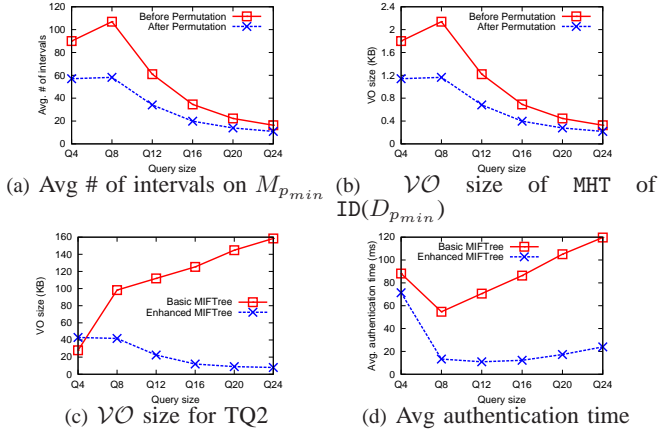 Before Permutation
After Permutation
Avg. # of intervals
140
120
100
80
60
40
20
0
Q4 Q8 Q12 Q16 Q20 Q24
Query size
(a) Avg # of intervals on M_{p_{min}}
Before Permutation
After Permutation
VO size (KB)
2.8
2.4
2
1.6
1.2
0.8
0.4
0
Q4 Q8 Q12 Q16 Q20 Q24
Query size
(b) VO size of MHT of
ID(D_{p_{min}})
Basic MIFTree
Enhanced MIFTree
VO size (KB)
160
140
120
100
80
60
40
20
0
Q4 Q8 Q12 Q16 Q20 Q24
Query size
(c) VO size for TQ2
Basic MIFTree
Enhanced MIFTree
Avg. authentication time (ms)
120
100
80
60
40
20
0
Q4 Q8 Q12 Q16 Q20 Q24
Query size
(d) Avg authentication time